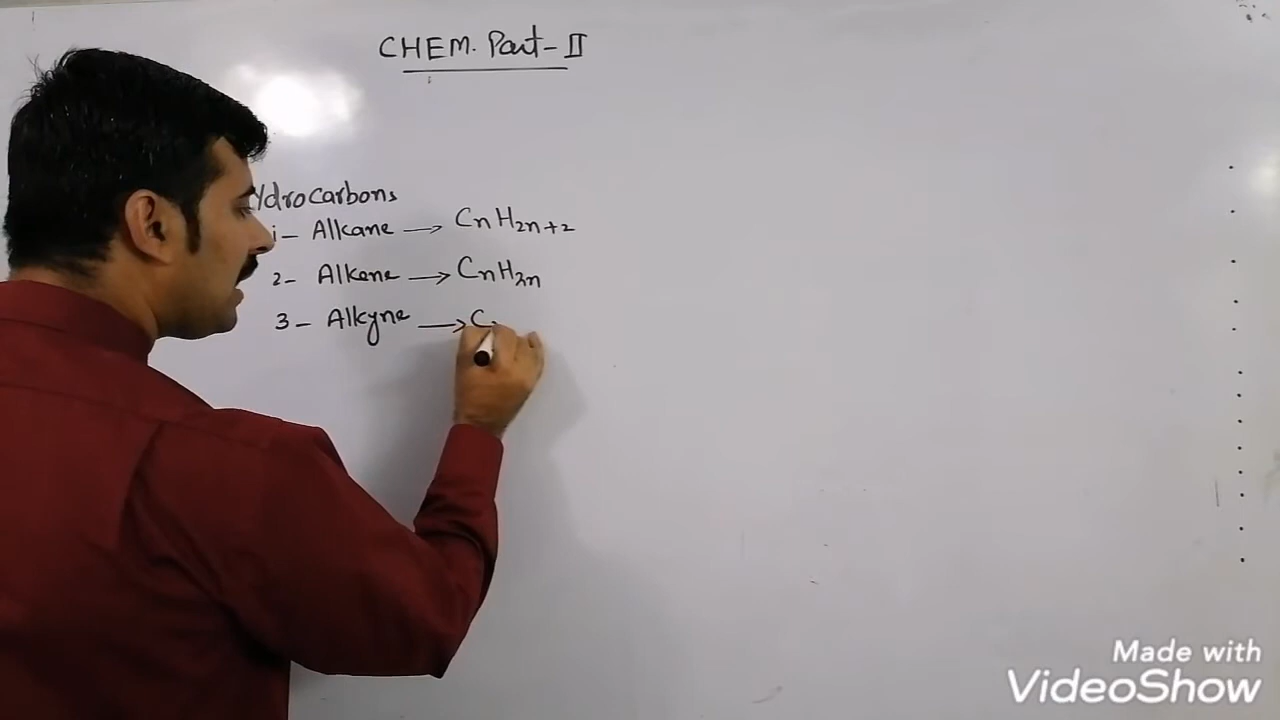 CHEM. Part-II
ydrocarbons
1- Alkane → CnH2n+2
2- Alkene → CnH2n
3- Alkyne → C
Made with
VideoShow